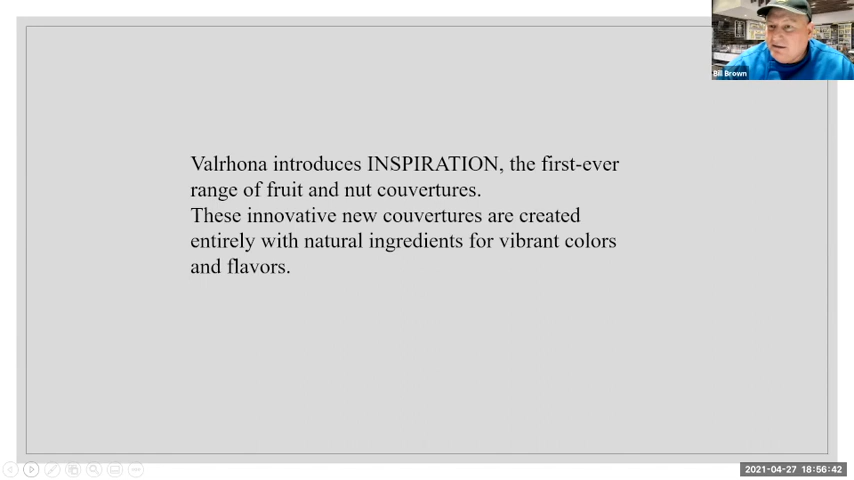 Bill Brown
Valrhona introduces INSPIRATION, the first-ever
range of fruit and nut couvertures.
These innovative new couvertures are created
entirely with natural ingredients for vibrant colors
and flavors.
2021-04-27 18:56:42